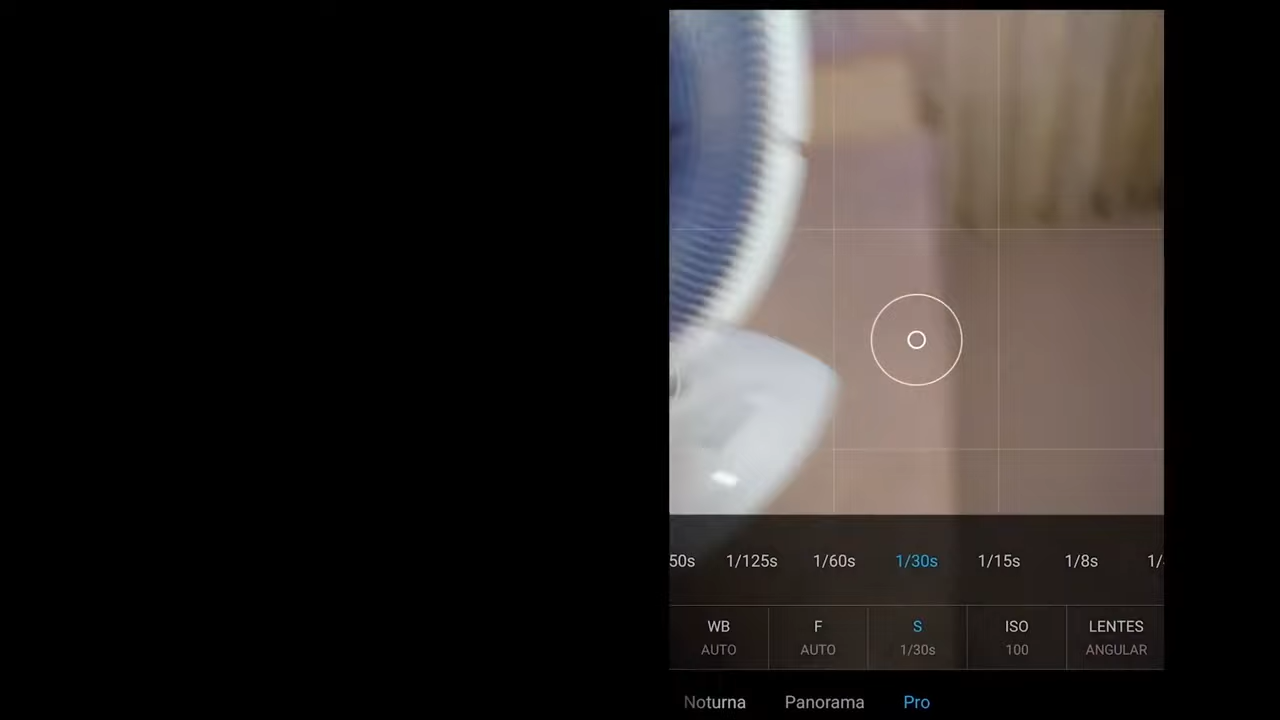 50s 1/125s 1/60s 1/30s 1/15s 1/8s 1/
WB F S ISO LENTES
AUTO AUTO 1/30s 100 ANGULAR
Noturna Panorama Pro